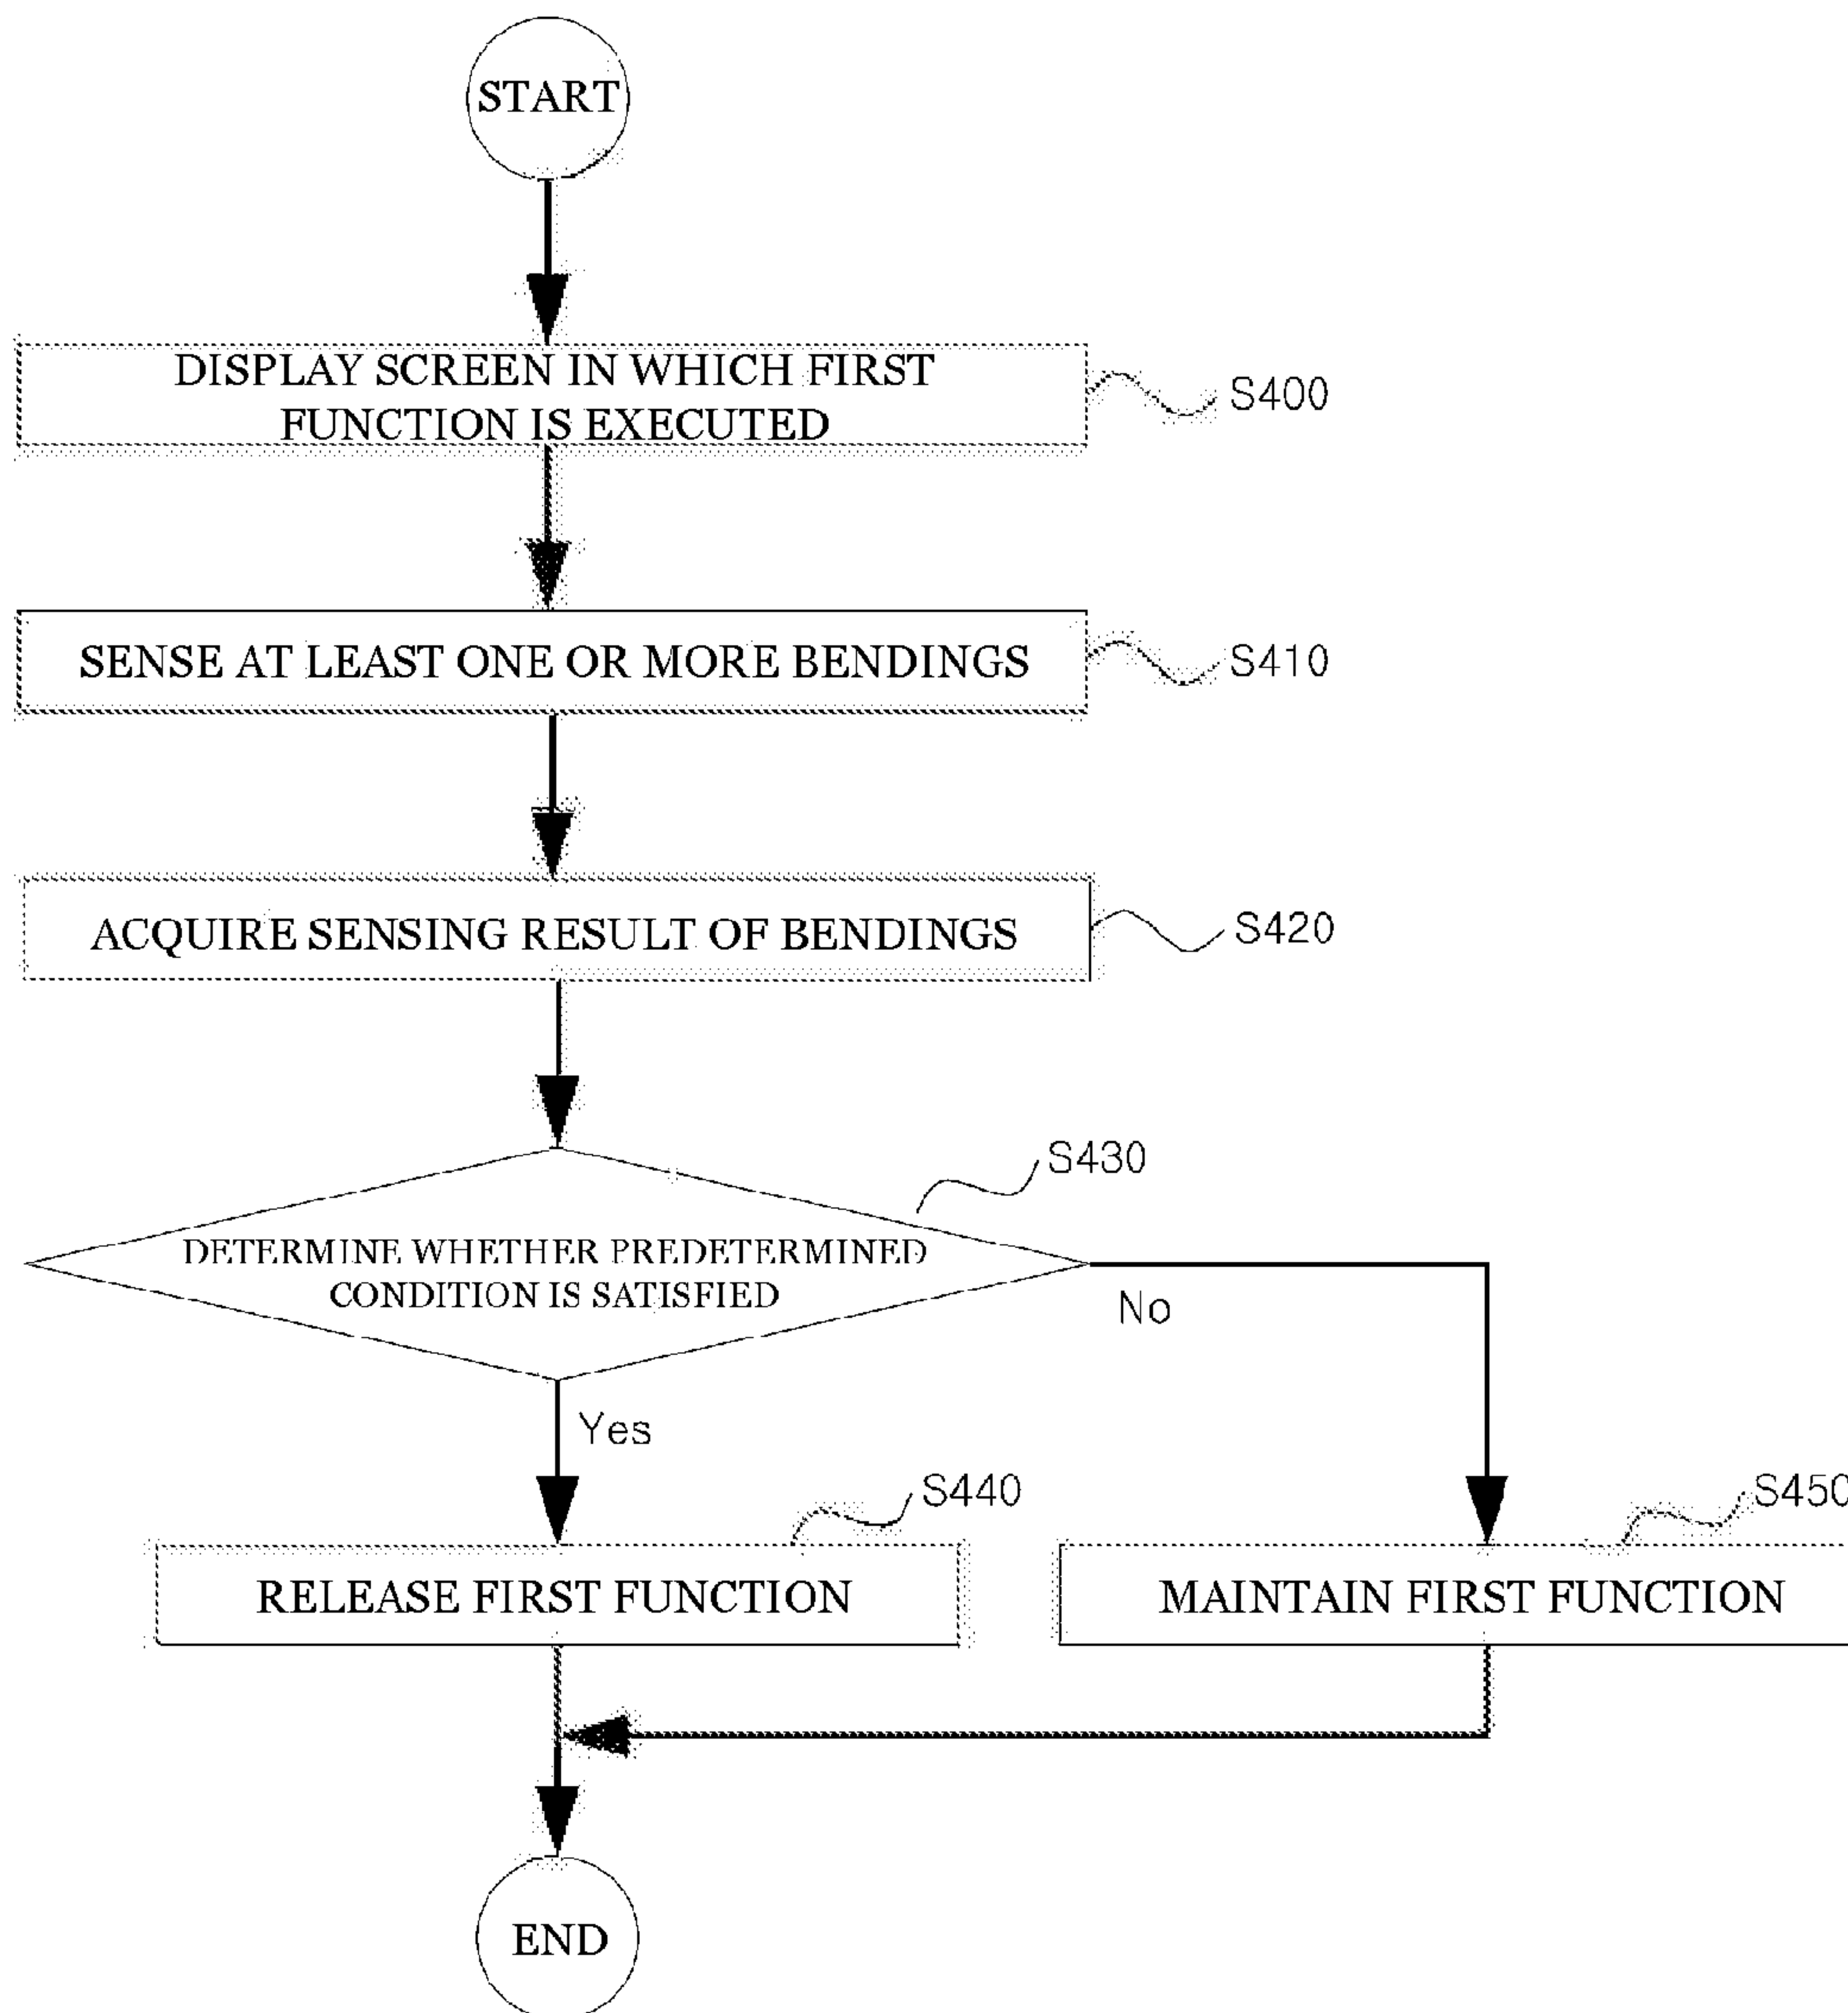 START
DISPLAY SCREEN IN WHICH FIRST
FUNCTION IS EXECUTED
S400
SENSE AT LEAST ONE OR MORE BENDINGS
S410
ACQUIRE SENSING RESULT OF BENDINGS
S420
S430
DETERMINE WHETHER PREDETERMINED
CONDITION IS SATISFIED
No
Yes
S440
S450
RELEASE FIRST FUNCTION
MAINTAIN FIRST FUNCTION
END